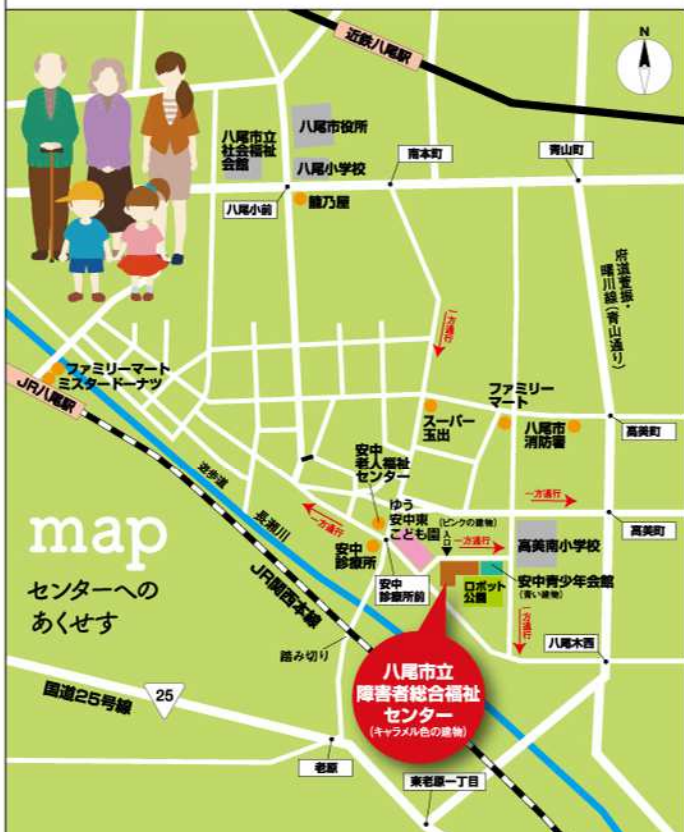 近鉄八尾駅
N
八尾市役所
八尾市立
社会福祉
会館
八尾小学校
南本町
青山町
八尾小前
籠乃屋
府道萱振・
曙川線(青山通り)
一方通行
ファミリーマート
ミスタードーナツ
JR八尾駅
スーパー
玉出
ファミリー
マート
八尾市
消防署
高美町
遊歩道
安中
老人福祉
センター
一方通行
高美町
一方通行
ゆう
安中東
こども園
(ピンクの建物)
入口
一方通行
高美南小学校
map
長瀬川
安中
診療所
安中
診療所前
ロボット
公園
安中青少年会館
(青い建物)
センターへの
あくせす
JR関西本線
一方通行
八尾木西
踏み切り
八尾市立
障害者総合福祉
センター
(キャラメル色の建物)
国道25号線
25
老原
東老原一丁目